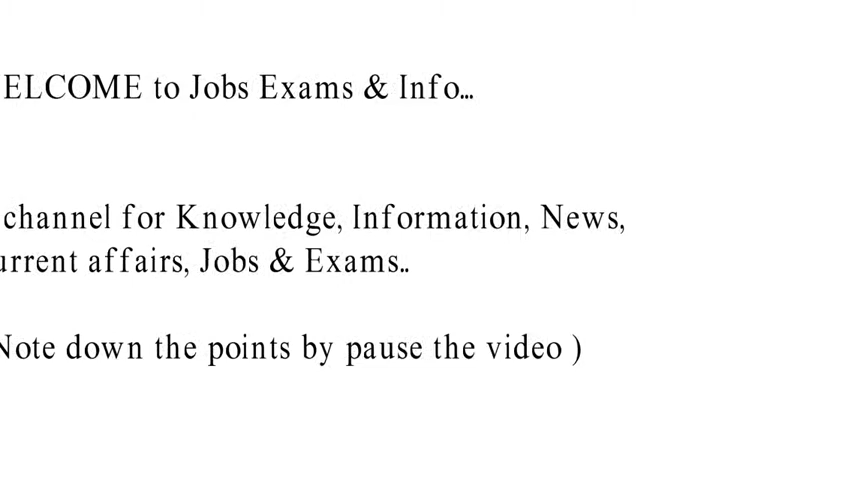 ELCOME to Jobs Exams & Info...
channel for Knowledge, Information, News,
urrent affairs, Jobs & Exams..
Note down the points by pause the video )